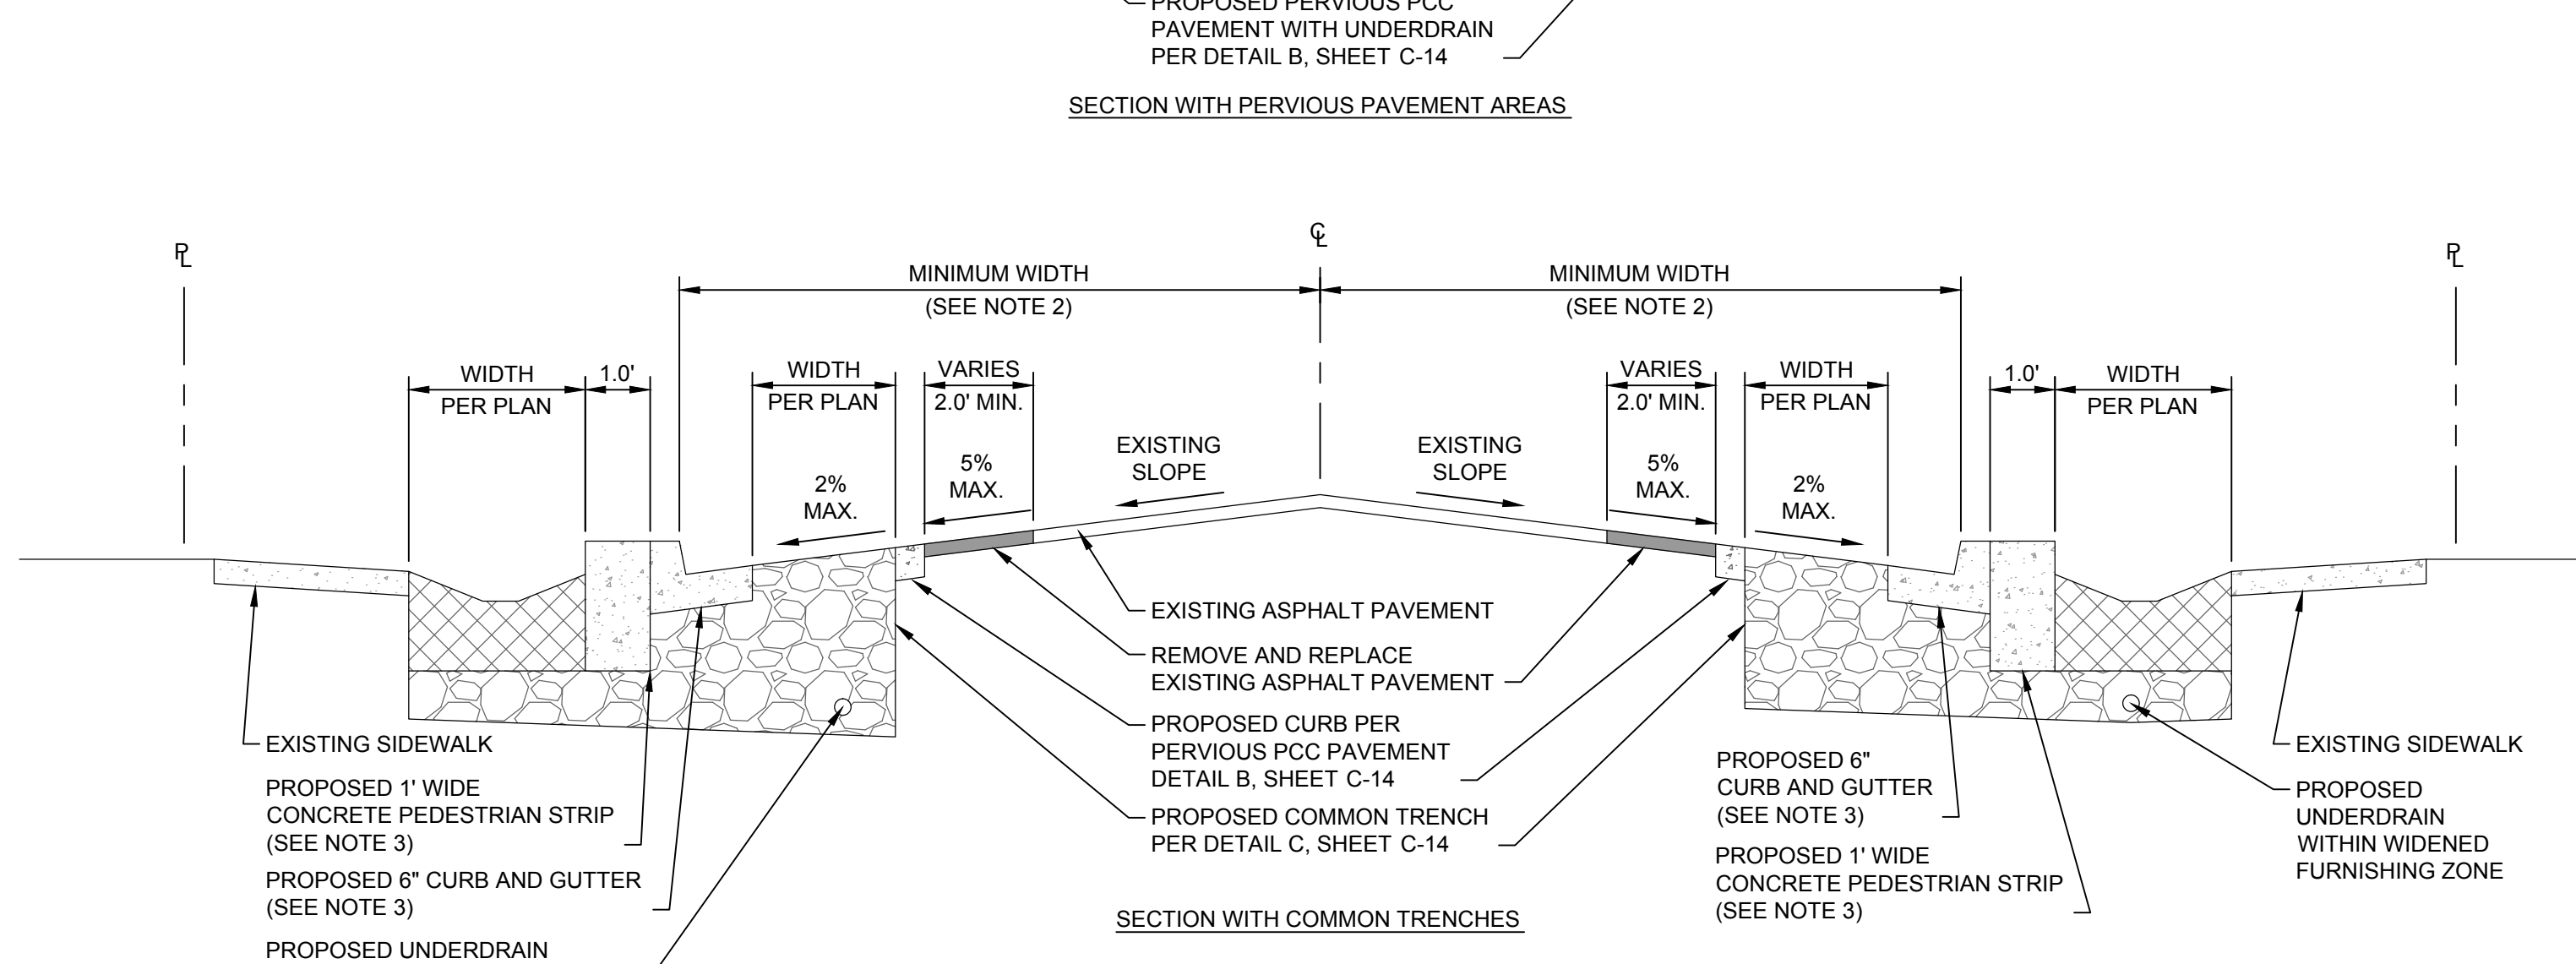 PROPOSED PERVIOUS PCC
PAVEMENT WITH UNDERDRAIN
PER DETAIL B, SHEET C-14
SECTION WITH PERVIOUS PAVEMENT AREAS
PL
CL
PL
MINIMUM WIDTH
(SEE NOTE 2)
MINIMUM WIDTH
(SEE NOTE 2)
WIDTH
PER PLAN
1.0'
WIDTH
PER PLAN
VARIES
2.0' MIN.
VARIES
2.0' MIN.
WIDTH
PER PLAN
1.0'
WIDTH
PER PLAN
2%
MAX.
5%
MAX.
EXISTING
SLOPE
EXISTING
SLOPE
5%
MAX.
2%
MAX.
EXISTING ASPHALT PAVEMENT
REMOVE AND REPLACE
EXISTING ASPHALT PAVEMENT
PROPOSED CURB PER
PERVIOUS PCC PAVEMENT
DETAIL B, SHEET C-14
PROPOSED COMMON TRENCH
PER DETAIL C, SHEET C-14
EXISTING SIDEWALK
PROPOSED 1' WIDE
CONCRETE PEDESTRIAN STRIP
(SEE NOTE 3)
PROPOSED 6" CURB AND GUTTER
(SEE NOTE 3)
PROPOSED UNDERDRAIN
PROPOSED 6"
CURB AND GUTTER
(SEE NOTE 3)
PROPOSED 1' WIDE
CONCRETE PEDESTRIAN STRIP
(SEE NOTE 3)
EXISTING SIDEWALK
PROPOSED
UNDERDRAIN
WITHIN WIDENED
FURNISHING ZONE
SECTION WITH COMMON TRENCHES